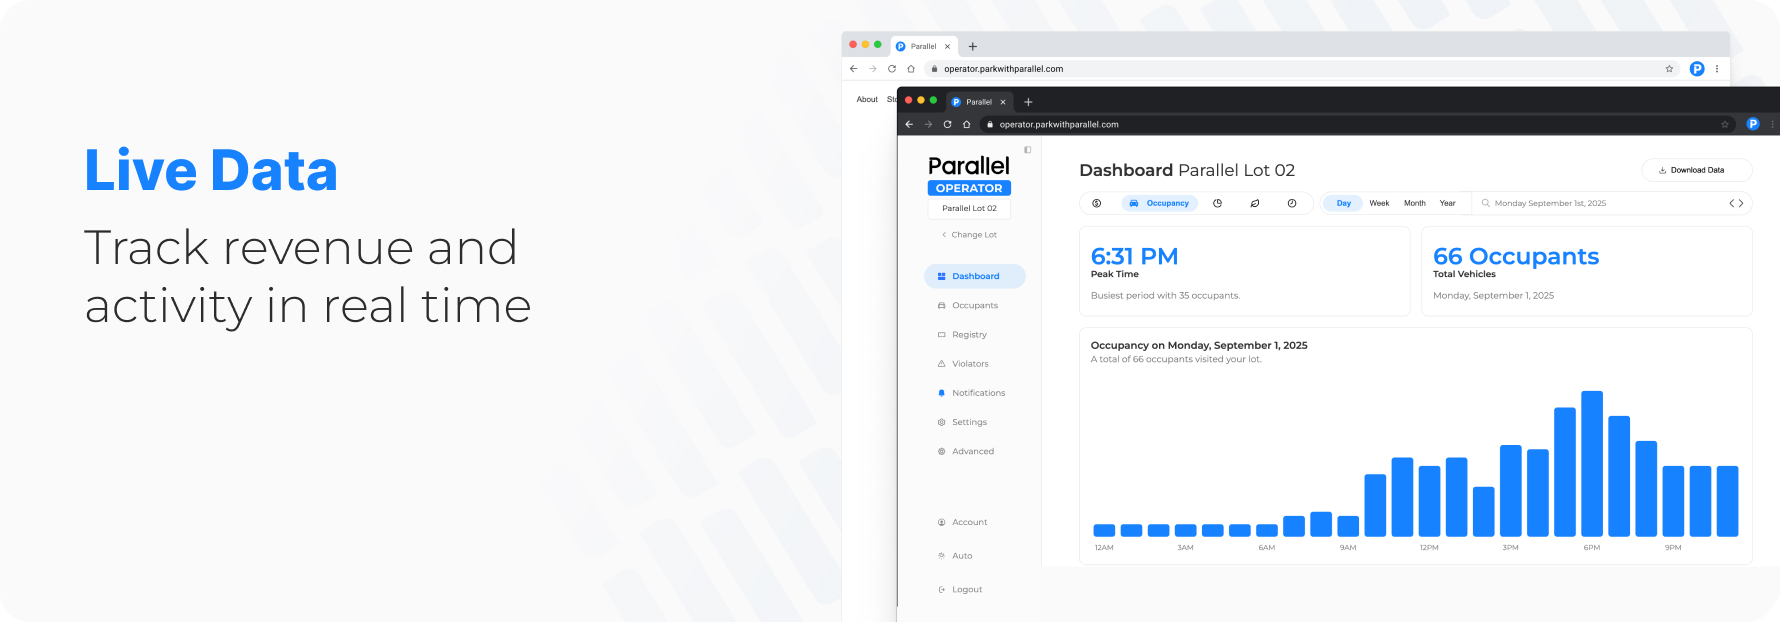 Live Data
Track revenue and
activity in real time
Parallel
operator.parkwithparallel.com
About
Parallel
operator.parkwithparallel.com
Parallel
OPERATOR
Parallel Lot 02
Change Lot
Dashboard
Occupants
Registry
Violators
Notifications
Settings
Advanced
Account
Auto
Logout
Dashboard Parallel Lot 02
Download Data
Occupancy
Day Week Month Year
Monday September 1st, 2025
6:31 PM
Peak Time
Busiest period with 35 occupants.
66 Occupants
Total Vehicles
Monday, September 1, 2025
Occupancy on Monday, September 1, 2025
A total of 66 occupants visited your lot.
12AM 3AM 6AM 9AM 12PM 3PM 6PM 9PM